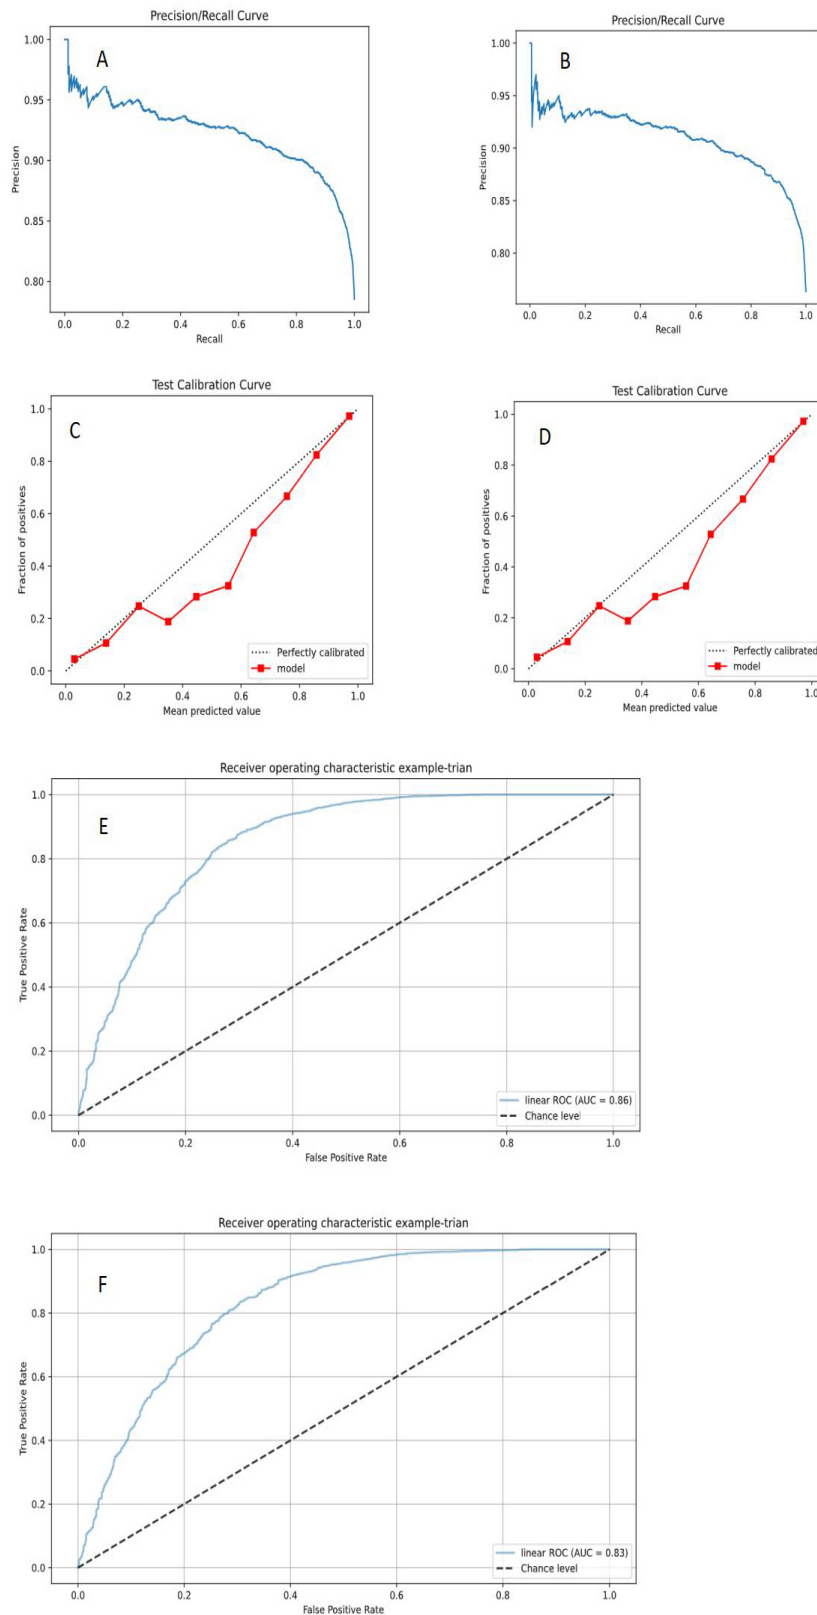 Precision/Recall Curve
A
1.00
0.95
0.90
0.85
0.80
Precision
0.0 0.2 0.4 0.6 0.8 1.0
Recall
Precision/Recall Curve
B
1.00
0.95
0.90
0.85
0.80
Precision
0.0 0.2 0.4 0.6 0.8 1.0
Recall
Test Calibration Curve
C
1.0
0.8
0.6
0.4
0.2
0.0
Fraction of positives
Perfectly calibrated
model
0.0 0.2 0.4 0.6 0.8 1.0
Mean predicted value
Test Calibration Curve
D
1.0
0.8
0.6
0.4
0.2
0.0
Fraction of positives
Perfectly calibrated
model
0.0 0.2 0.4 0.6 0.8 1.0
Mean predicted value
Receiver operating characteristic example-trian
E
1.0
0.8
0.6
0.4
0.2
0.0
True Positive Rate
linear ROC (AUC = 0.86)
Chance level
0.0 0.2 0.4 0.6 0.8 1.0
False Positive Rate
Receiver operating characteristic example-trian
F
1.0
0.8
0.6
0.4
0.2
0.0
True Positive Rate
linear ROC (AUC = 0.83)
Chance level
0.0 0.2 0.4 0.6 0.8 1.0
False Positive Rate